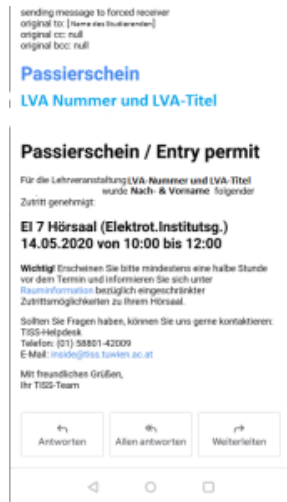 sending message to forced receiver
original to: [Name des Studierenden]
original cc: null
original bcc: null
Passierschein
LVA Nummer und LVA-Titel
Passierschein / Entry permit
Für die Lehrveranstaltung LVA-Nummer und LVA-Titel
wurde Nach- & Vorname folgender
Zutritt genehmigt:
EI 7 Hörsaal (Elektrot.Institutsg.)
14.05.2020 von 10:00 bis 12:00
Wichtig! Erscheinen Sie bitte mindestens eine halbe Stunde
vor dem Termin und informieren Sie sich unter
Rauminformation bezüglich eingeschränkter
Zutrittsmöglichkeiten zu Ihrem Hörsaal.
Sollten Sie Fragen haben, können Sie uns gerne kontaktieren:
TISS-Helpdesk
Telefon: (01) 58801-42009
E-Mail: inside@tiss.tuwien.ac.at
Mit freundlichen Grüßen,
Ihr TISS-Team
Antworten Allen antworten Weiterleiten